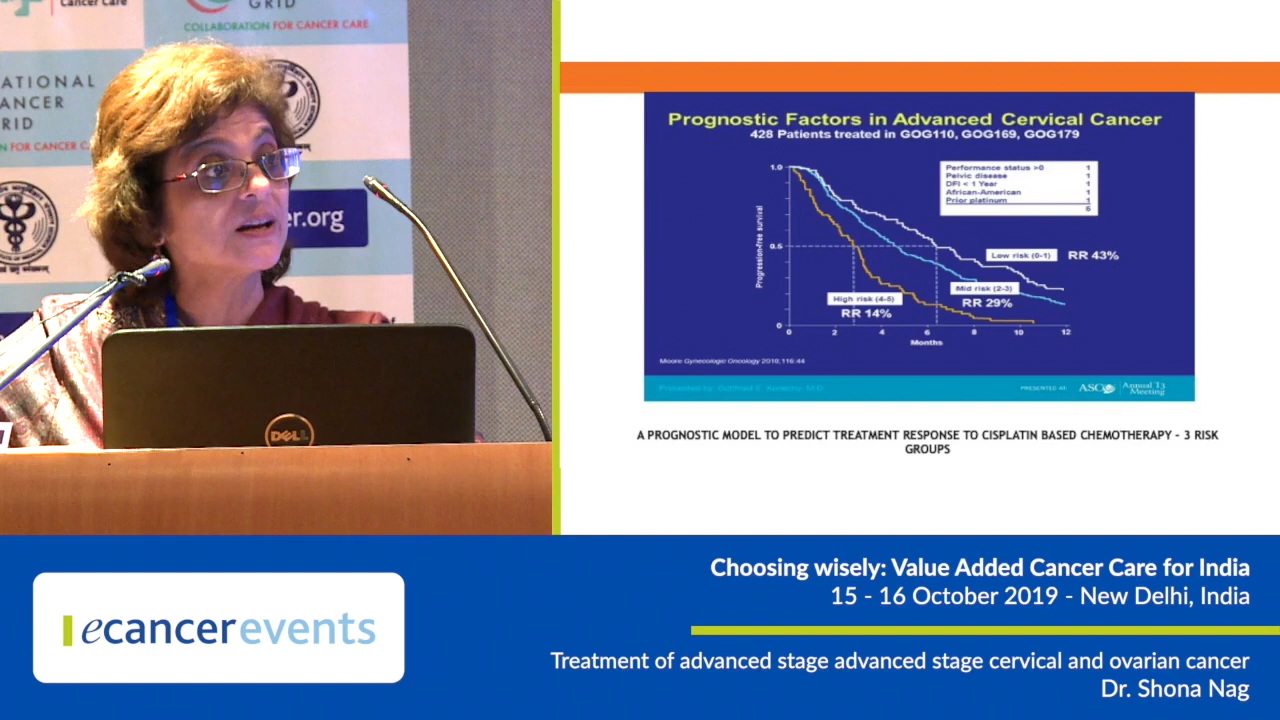 Cancer Care
GRID
COLLABORATION FOR CANCER CARE
ATIONAL
ANCER
RID
N FOR CANCER C
er.org
DELL
Prognostic Factors in Advanced Cervical Cancer
428 Patients treated in GOG110, GOG169, GOG179
Performance status >0 1
Pelvic disease 1
DFI < 1 Year 1
African-American 1
Prior platinum 1
6
Progression-free survival
1.0
0.5
0
Low risk (0-1) RR 43%
Mid risk (2-3)
RR 29%
High risk (4-5)
RR 14%
0 2 4 6 8 10 12
Months
Moore Gynecologic Oncology 2010;116:44
PRESENTED AT: ASCO Annual '13
Meeting
A PROGNOSTIC MODEL TO PREDICT TREATMENT RESPONSE TO CISPLATIN BASED CHEMOTHERAPY - 3 RISK
GROUPS
ecancerevents
Choosing wisely: Value Added Cancer Care for India
15 - 16 October 2019 - New Delhi, India
Treatment of advanced stage advanced stage cervical and ovarian cancer
Dr. Shona Nag